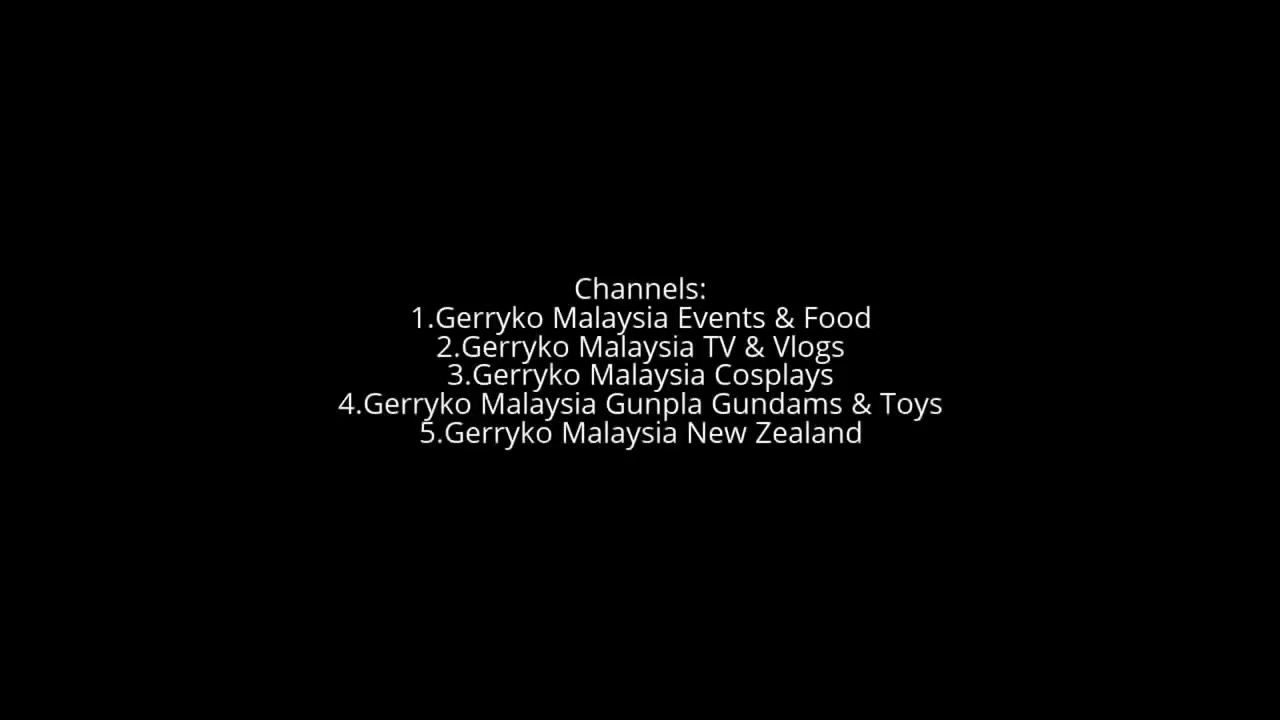 Channels:
1.Gerryko Malaysia Events & Food
2.Gerryko Malaysia TV & Vlogs
3.Gerryko Malaysia Cosplays
4.Gerryko Malaysia Gunpla Gundams & Toys
5.Gerryko Malaysia New Zealand